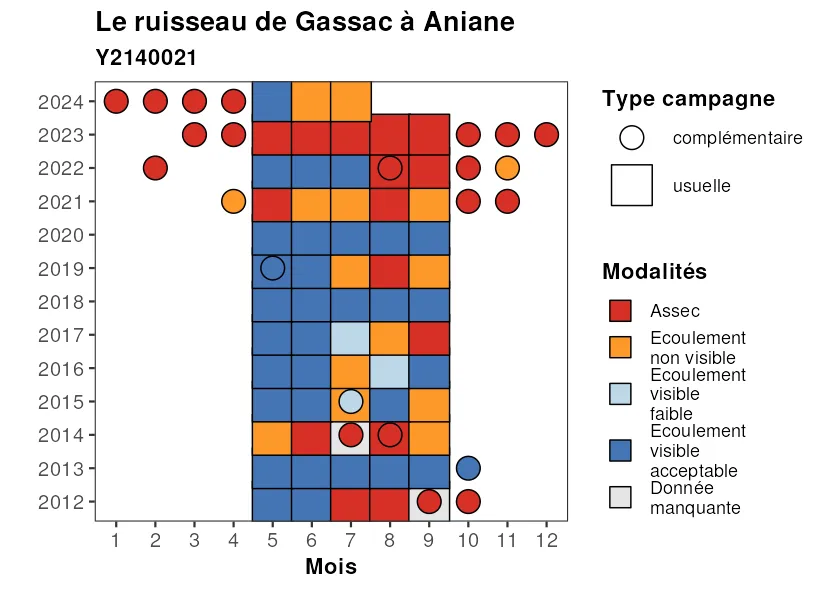 Le ruisseau de Gassac à Aniane
Y2140021
2024
2023
2022
2021
2020
2019
2018
2017
2016
2015
2014
2013
2012
1 2 3 4 5 6 7 8 9 10 11 12
Mois
Type campagne
complémentaire
usuelle
Modalités
Assec
Ecoulement
non visible
Ecoulement
visible
faible
Ecoulement
visible
acceptable
Donnée
manquante